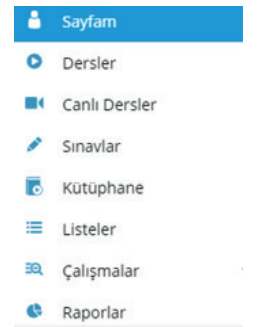 Sayfam
Dersler
Canlı Dersler
Sınavlar
Kütüphane
Listeler
Çalışmalar
Raporlar